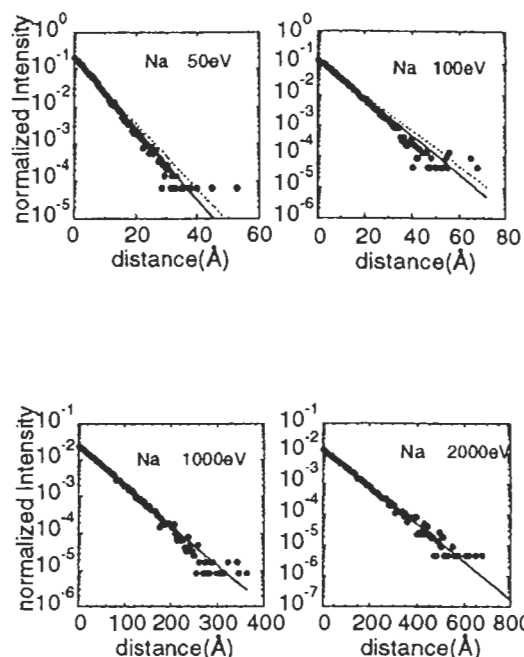 10⁰
10⁻¹
10⁻²
10⁻³
10⁻⁴
10⁻⁵
normalized Intensity
Na 50eV
0 20 40 60
distance(Å)
10⁰
10⁻¹
10⁻²
10⁻³
10⁻⁴
10⁻⁵
10⁻⁶
Na 100eV
0 20 40 60 80
distance(Å)
10⁻¹
10⁻²
10⁻³
10⁻⁴
10⁻⁵
10⁻⁶
normalized Intensity
Na 1000eV
0 100 200 300 400
distance(Å)
10⁻¹
10⁻²
10⁻³
10⁻⁴
10⁻⁵
10⁻⁶
10⁻⁷
Na 2000eV
0 200 400 600 800
distance(Å)